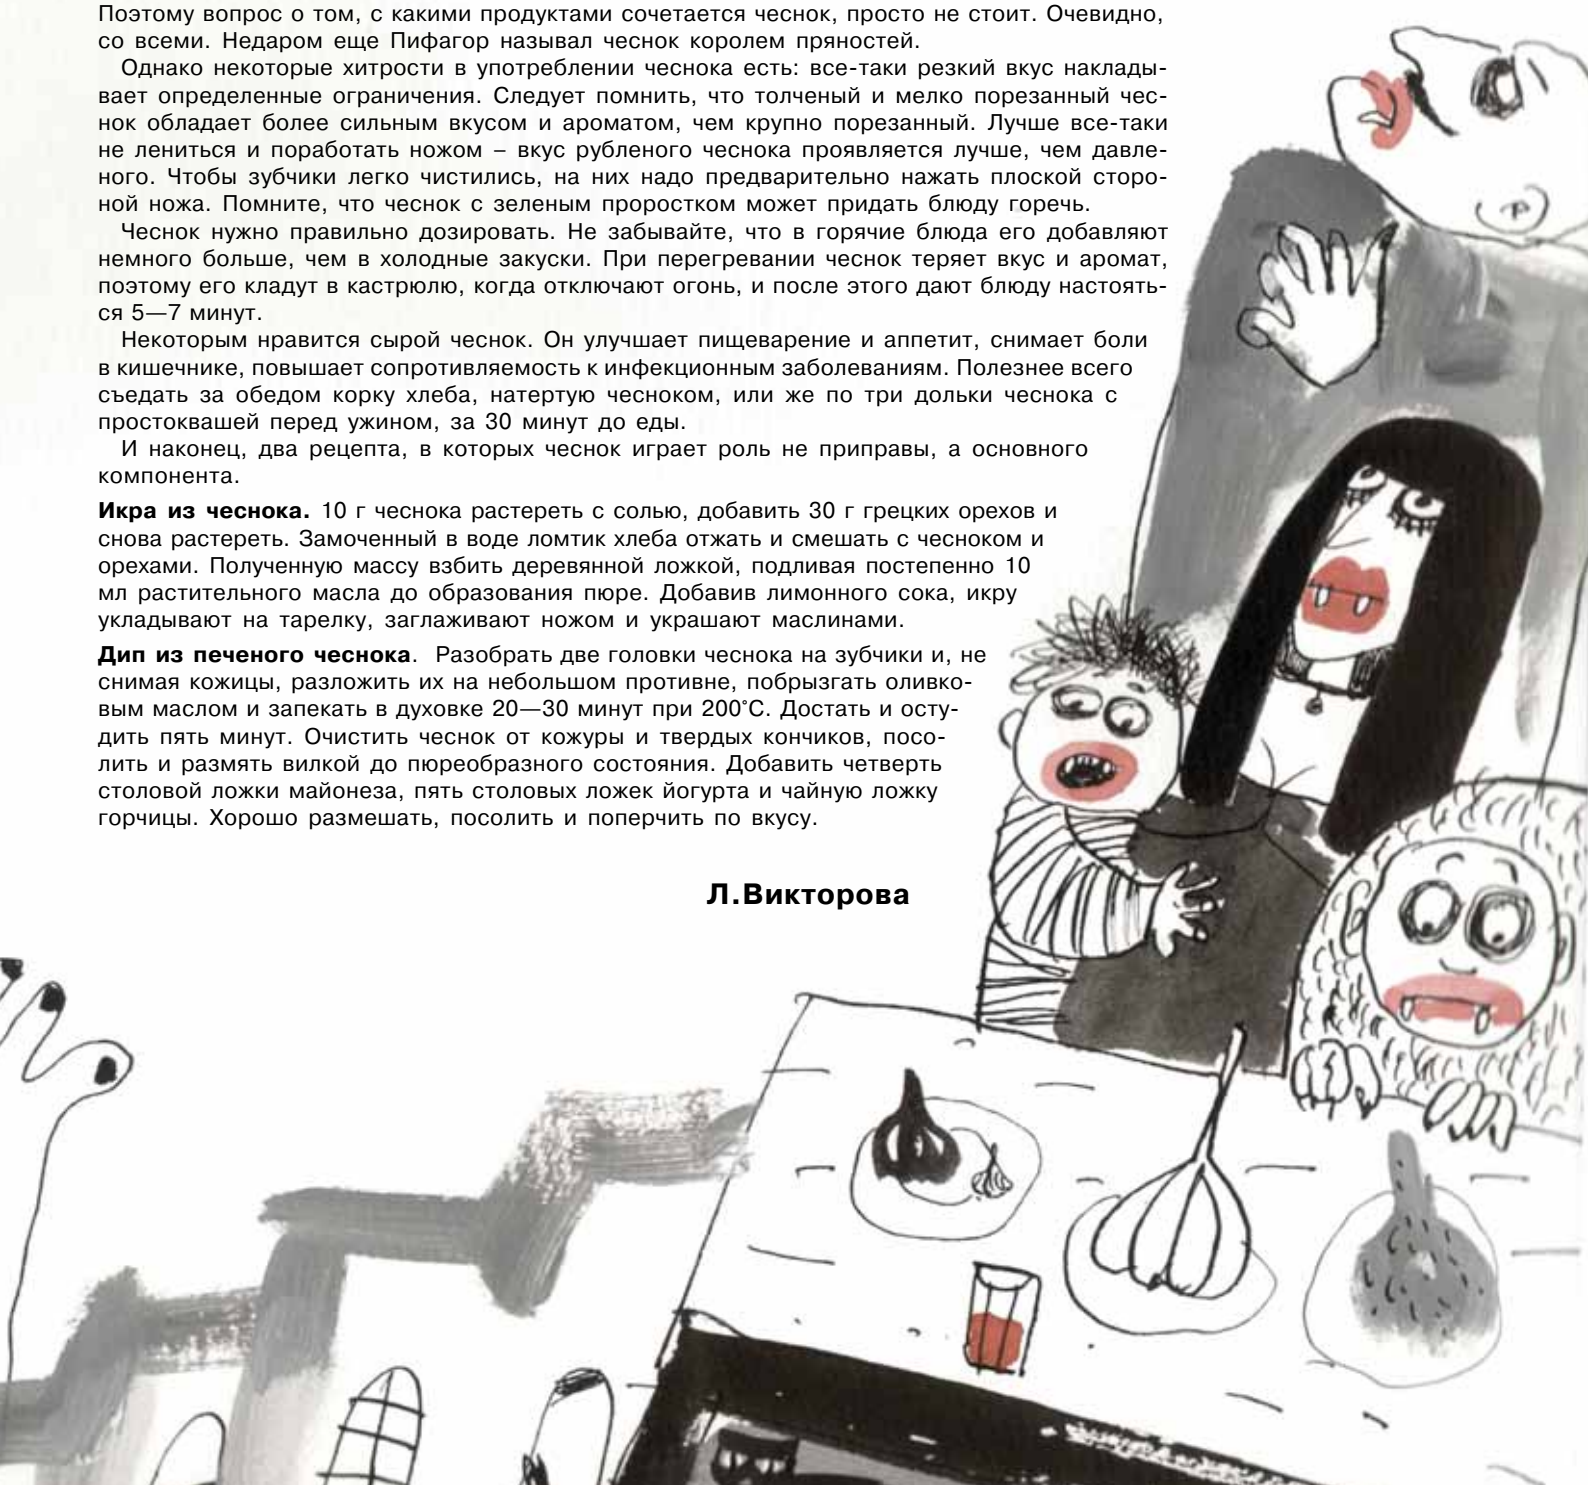 Поэтому вопрос о том, с какими продуктами сочетается чеснок, просто не стоит. Очевидно,
со всеми. Недаром еще Пифагор называл чеснок королем пряностей.
Однако некоторые хитрости в употреблении чеснока есть: все-таки резкий вкус наклады-
вает определенные ограничения. Следует помнить, что толченый и мелко порезанный чес-
нок обладает более сильным вкусом и ароматом, чем крупно порезанный. Лучше все-таки
не лениться и поработать ножом – вкус рубленого чеснока проявляется лучше, чем давле-
ного. Чтобы зубчики легко чистились, на них надо предварительно нажать плоской сторо-
ной ножа. Помните, что чеснок с зеленым проростком может придать блюду горечь.
Чеснок нужно правильно дозировать. Не забывайте, что в горячие блюда его добавляют
немного больше, чем в холодные закуски. При перегревании чеснок теряет вкус и аромат,
поэтому его кладут в кастрюлю, когда отключают огонь, и после этого дают блюду настоять-
ся 5—7 минут.
Некоторым нравится сырой чеснок. Он улучшает пищеварение и аппетит, снимает боли
в кишечнике, повышает сопротивляемость к инфекционным заболеваниям. Полезнее всего
съедать за обедом корку хлеба, натертую чесноком, или же по три дольки чеснока с
простоквашей перед ужином, за 30 минут до еды.
И наконец, два рецепта, в которых чеснок играет роль не приправы, а основного
компонента.
Икра из чеснока. 10 г чеснока растереть с солью, добавить 30 г грецких орехов и
снова растереть. Замоченный в воде ломтик хлеба отжать и смешать с чесноком и
орехами. Полученную массу взбить деревянной ложкой, подливая постепенно 10
мл растительного масла до образования пюре. Добавив лимонного сока, икру
укладывают на тарелку, заглаживают ножом и украшают маслинами.
Дип из печеного чеснока. Разобрать две головки чеснока на зубчики и, не
снимая кожицы, разложить их на небольшом противне, побрызгать оливко-
вым маслом и запекать в духовке 20—30 минут при 200°С. Достать и осту-
дить пять минут. Очистить чеснок от кожуры и твердых кончиков, посо-
лить и размять вилкой до пюреобразного состояния. Добавить четверть
столовой ложки майонеза, пять столовых ложек йогурта и чайную ложку
горчицы. Хорошо размешать, посолить и поперчить по вкусу.
Л.Викторова